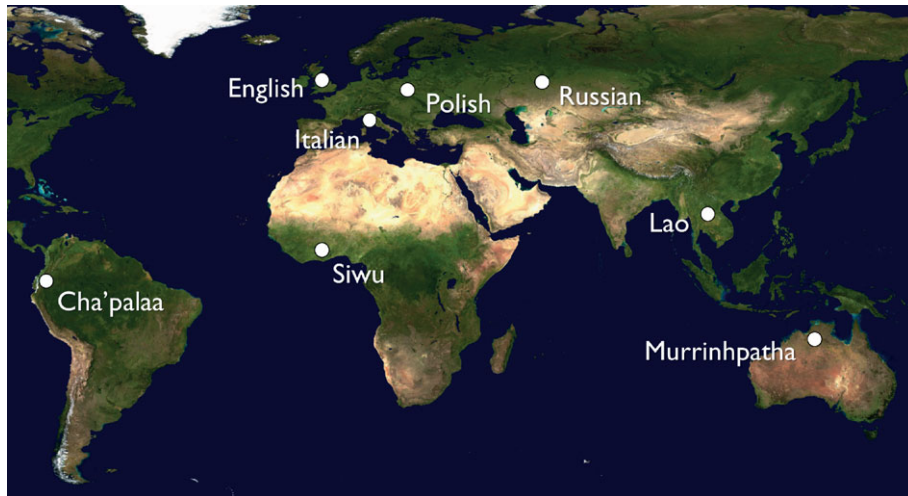 English
Polish
Russian
Italian
Lao
Siwu
Cha’palaa
Murrinhpatha